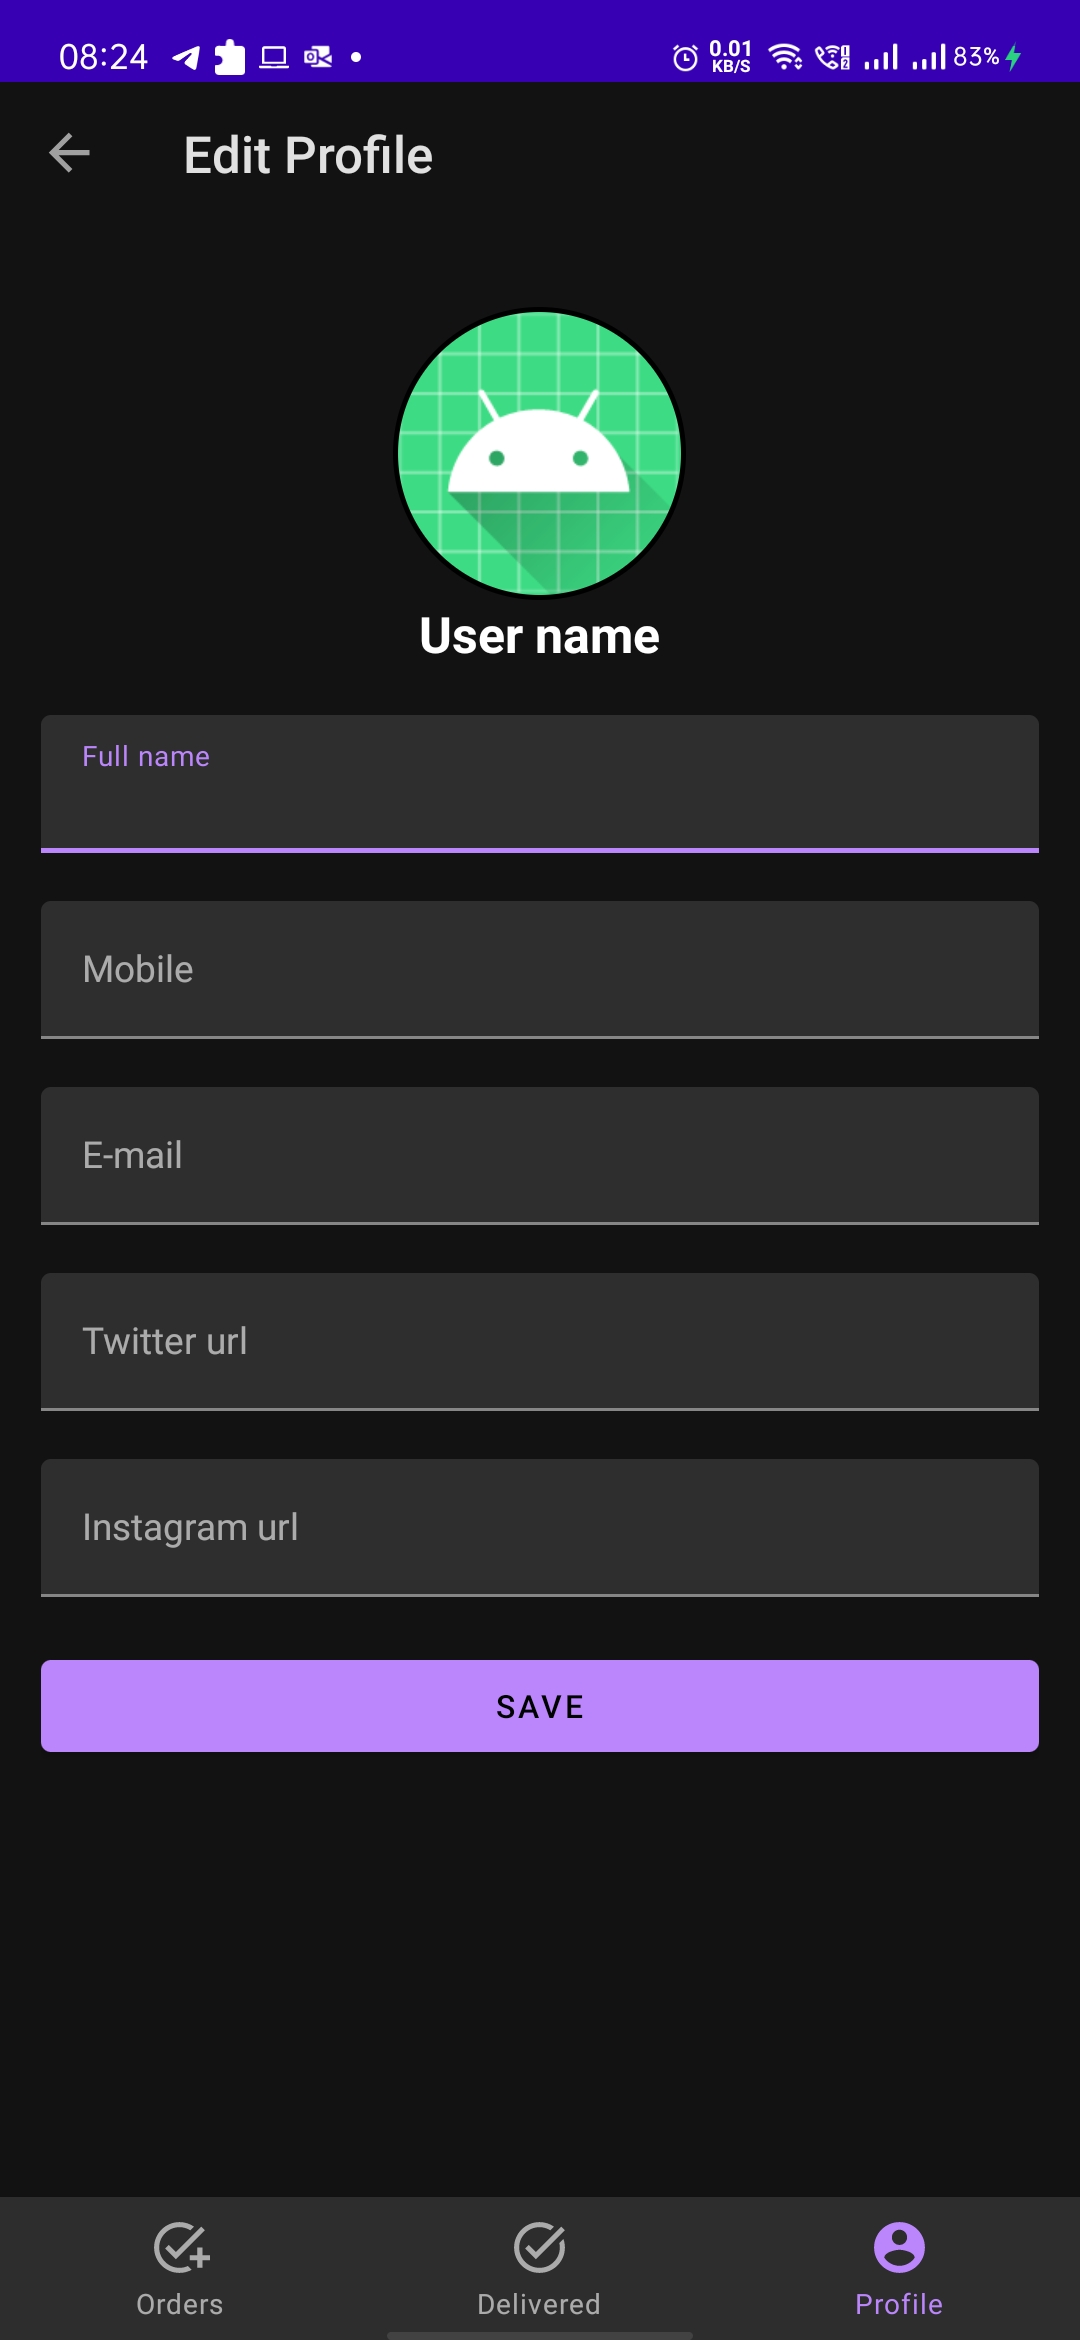 08:24 0.01 KB/S 83%
Edit Profile
User name
Full name
Mobile
E-mail
Twitter url
Instagram url
SAVE
Orders Delivered Profile